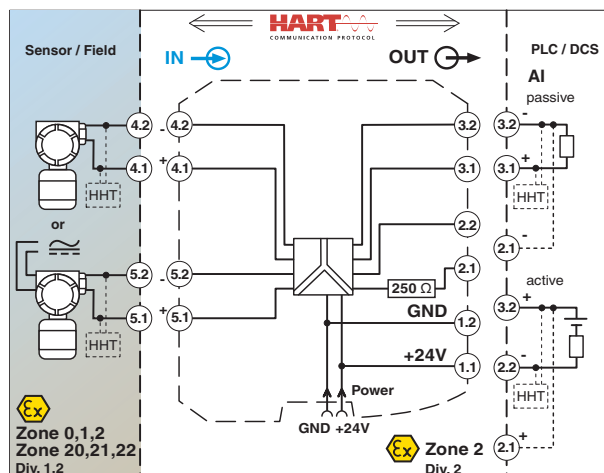 HART
COMMUNICATION PROTOCOL
Sensor / Field
IN
OUT
PLC / DCS
AI
passive
4.2
-
4.2
3.2
3.2
-
4.1
+
4.1
3.1
3.1
+
HHT
HHT
or
2.2
2.1
-
5.2
-
5.2
2.1
250 Ω
active
5.1
+
5.1
GND
1.2
3.2
+
HHT
+24V
1.1
2.2
-
Power
HHT
GND +24V
2.1
+
Ex
Zone 0,1,2
Zone 20,21,22
Div. 1,2
Ex
Zone 2
Div. 2